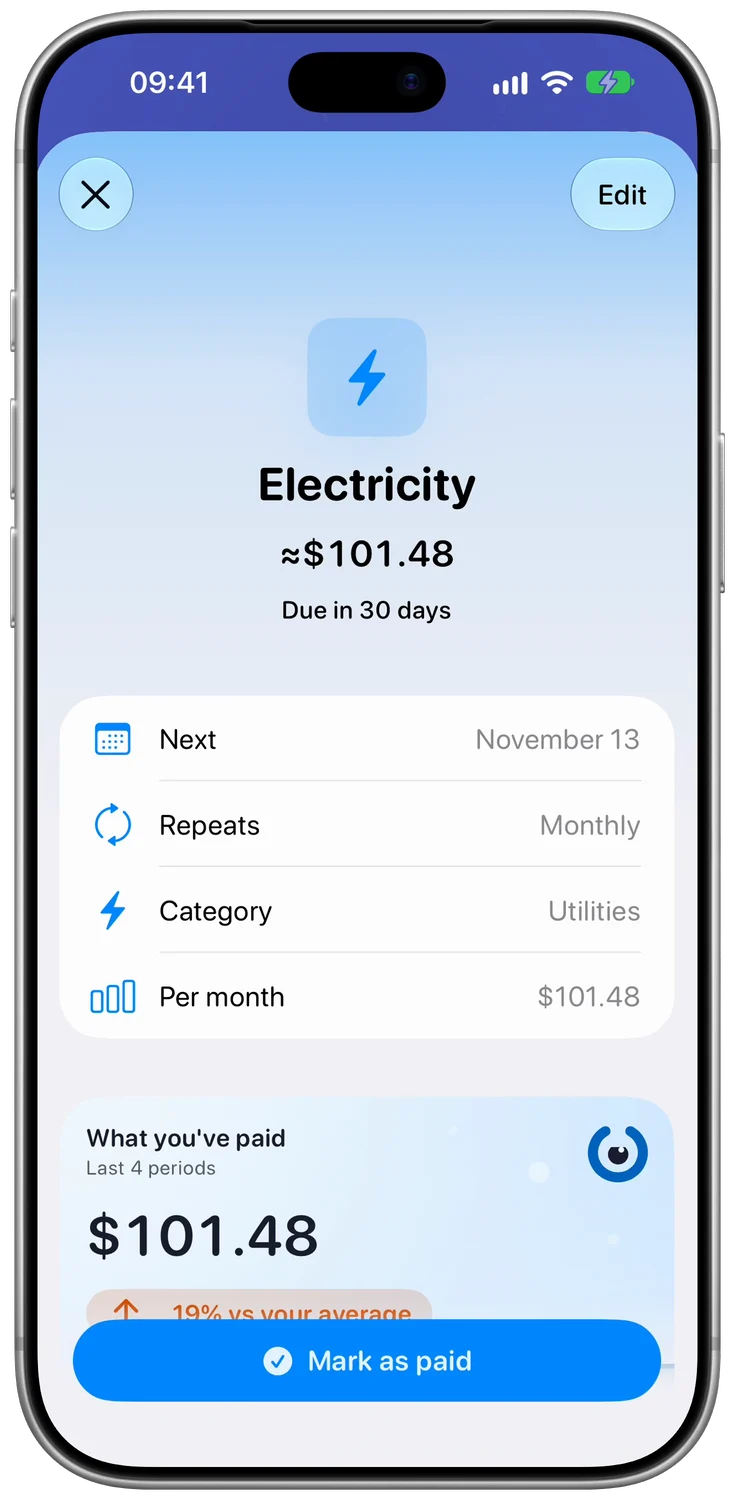 09:41
Edit
Electricity
≈$101.48
Due in 30 days
Next November 13
Repeats Monthly
Category Utilities
Per month $101.48
What you've paid
Last 4 periods
$101.48
19% vs your average
Mark as paid